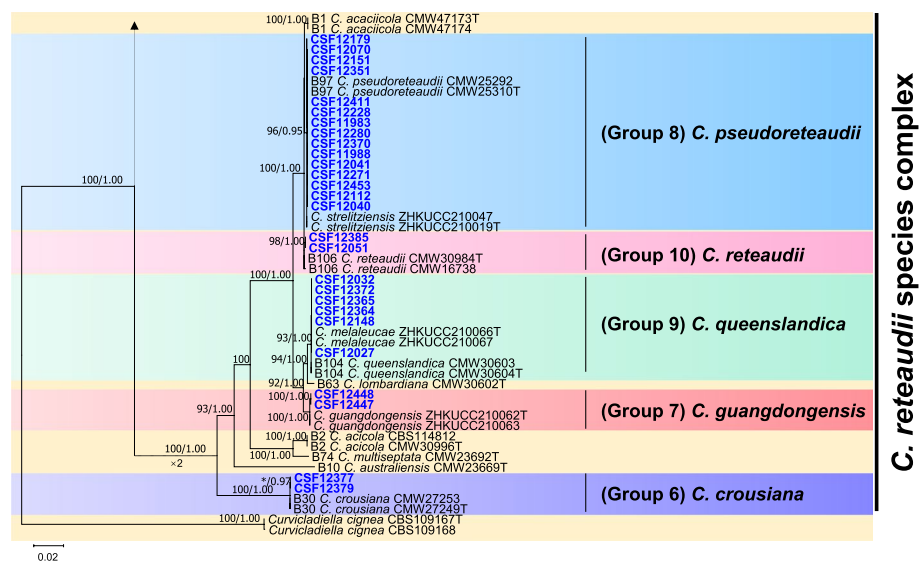 100/1.00 B1 C. acaciicola CMW47173T
B1 C. acaciicola CMW47174
CSF12179
CSF12070
CSF12151
CSF12351
B97 C. pseudoreteaudii CMW25292
B97 C. pseudoreteaudii CMW25310T
CSF12411
CSF12228
CSF11983
96/0.95 CSF12280
CSF12370
CSF11988
100/1.00 CSF12041
CSF12271
CSF12453
CSF12112
CSF12040
C. strelitziensis ZHKUCC210047
C. strelitziensis ZHKUCC210019T
(Group 8) C. pseudoreteaudii
100/1.00
98/1.00 CSF12385
CSF12051
B106 C. reteaudii CMW30984T
B106 C. reteaudii CMW16738
(Group 10) C. reteaudii
100/1.00
CSF12032
CSF12372
CSF12365
CSF12364
CSF12148
C. melaleucae ZHKUCC210066T
93/1.00 C. melaleucae ZHKUCC210067
CSF12027
94/1.00 B104 C. queenslandica CMW30603
B104 C. queenslandica CMW30604T
(Group 9) C. queenslandica
100
92/1.00 B63 C. lombardiana CMW30602T
100/1.00 CSF12448
CSF12447
100/1.00 C. guangdongensis ZHKUCC210062T
C. guangdongensis ZHKUCC210063
(Group 7) C. guangdongensis
93/1.00
100/1.00 B2 C. acicola CBS114812
B2 C. acicola CMW30996T
100/1.00 B74 C. multiseptata CMW23692T
B10 C. australiensis CMW23669T
100/1.00
×2
*/0.97 CSF12377
100/1.00 CSF12379
B30 C. crousiana CMW27253
B30 C. crousiana CMW27249T
(Group 6) C. crousiana
100/1.00 Curvicladiella cignea CBS109167T
Curvicladiella cignea CBS109168
0.02
C. reteaudii species complex